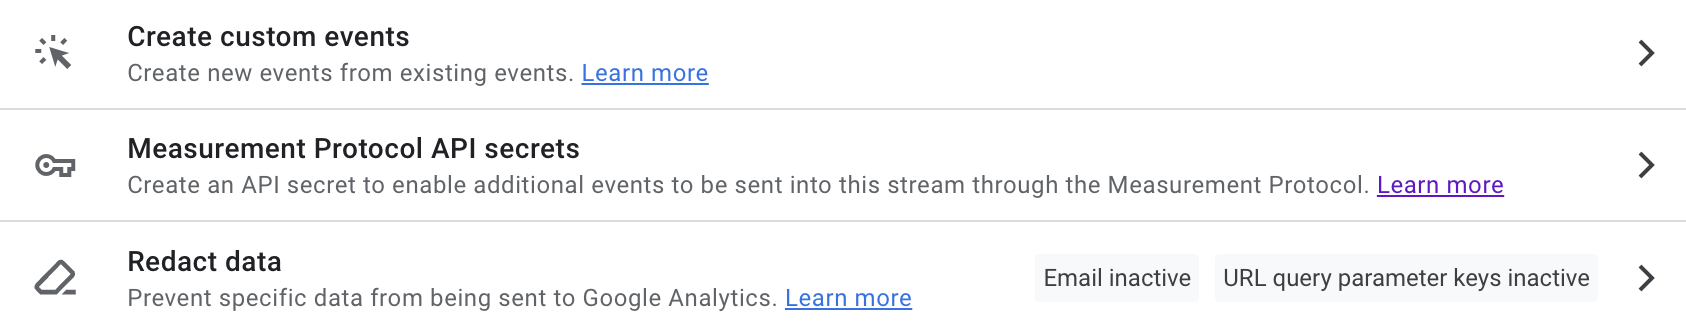 Create custom events
Create new events from existing events. Learn more
Measurement Protocol API secrets
Create an API secret to enable additional events to be sent into this stream through the Measurement Protocol. Learn more
Redact data
Prevent specific data from being sent to Google Analytics. Learn more
Email inactive
URL query parameter keys inactive